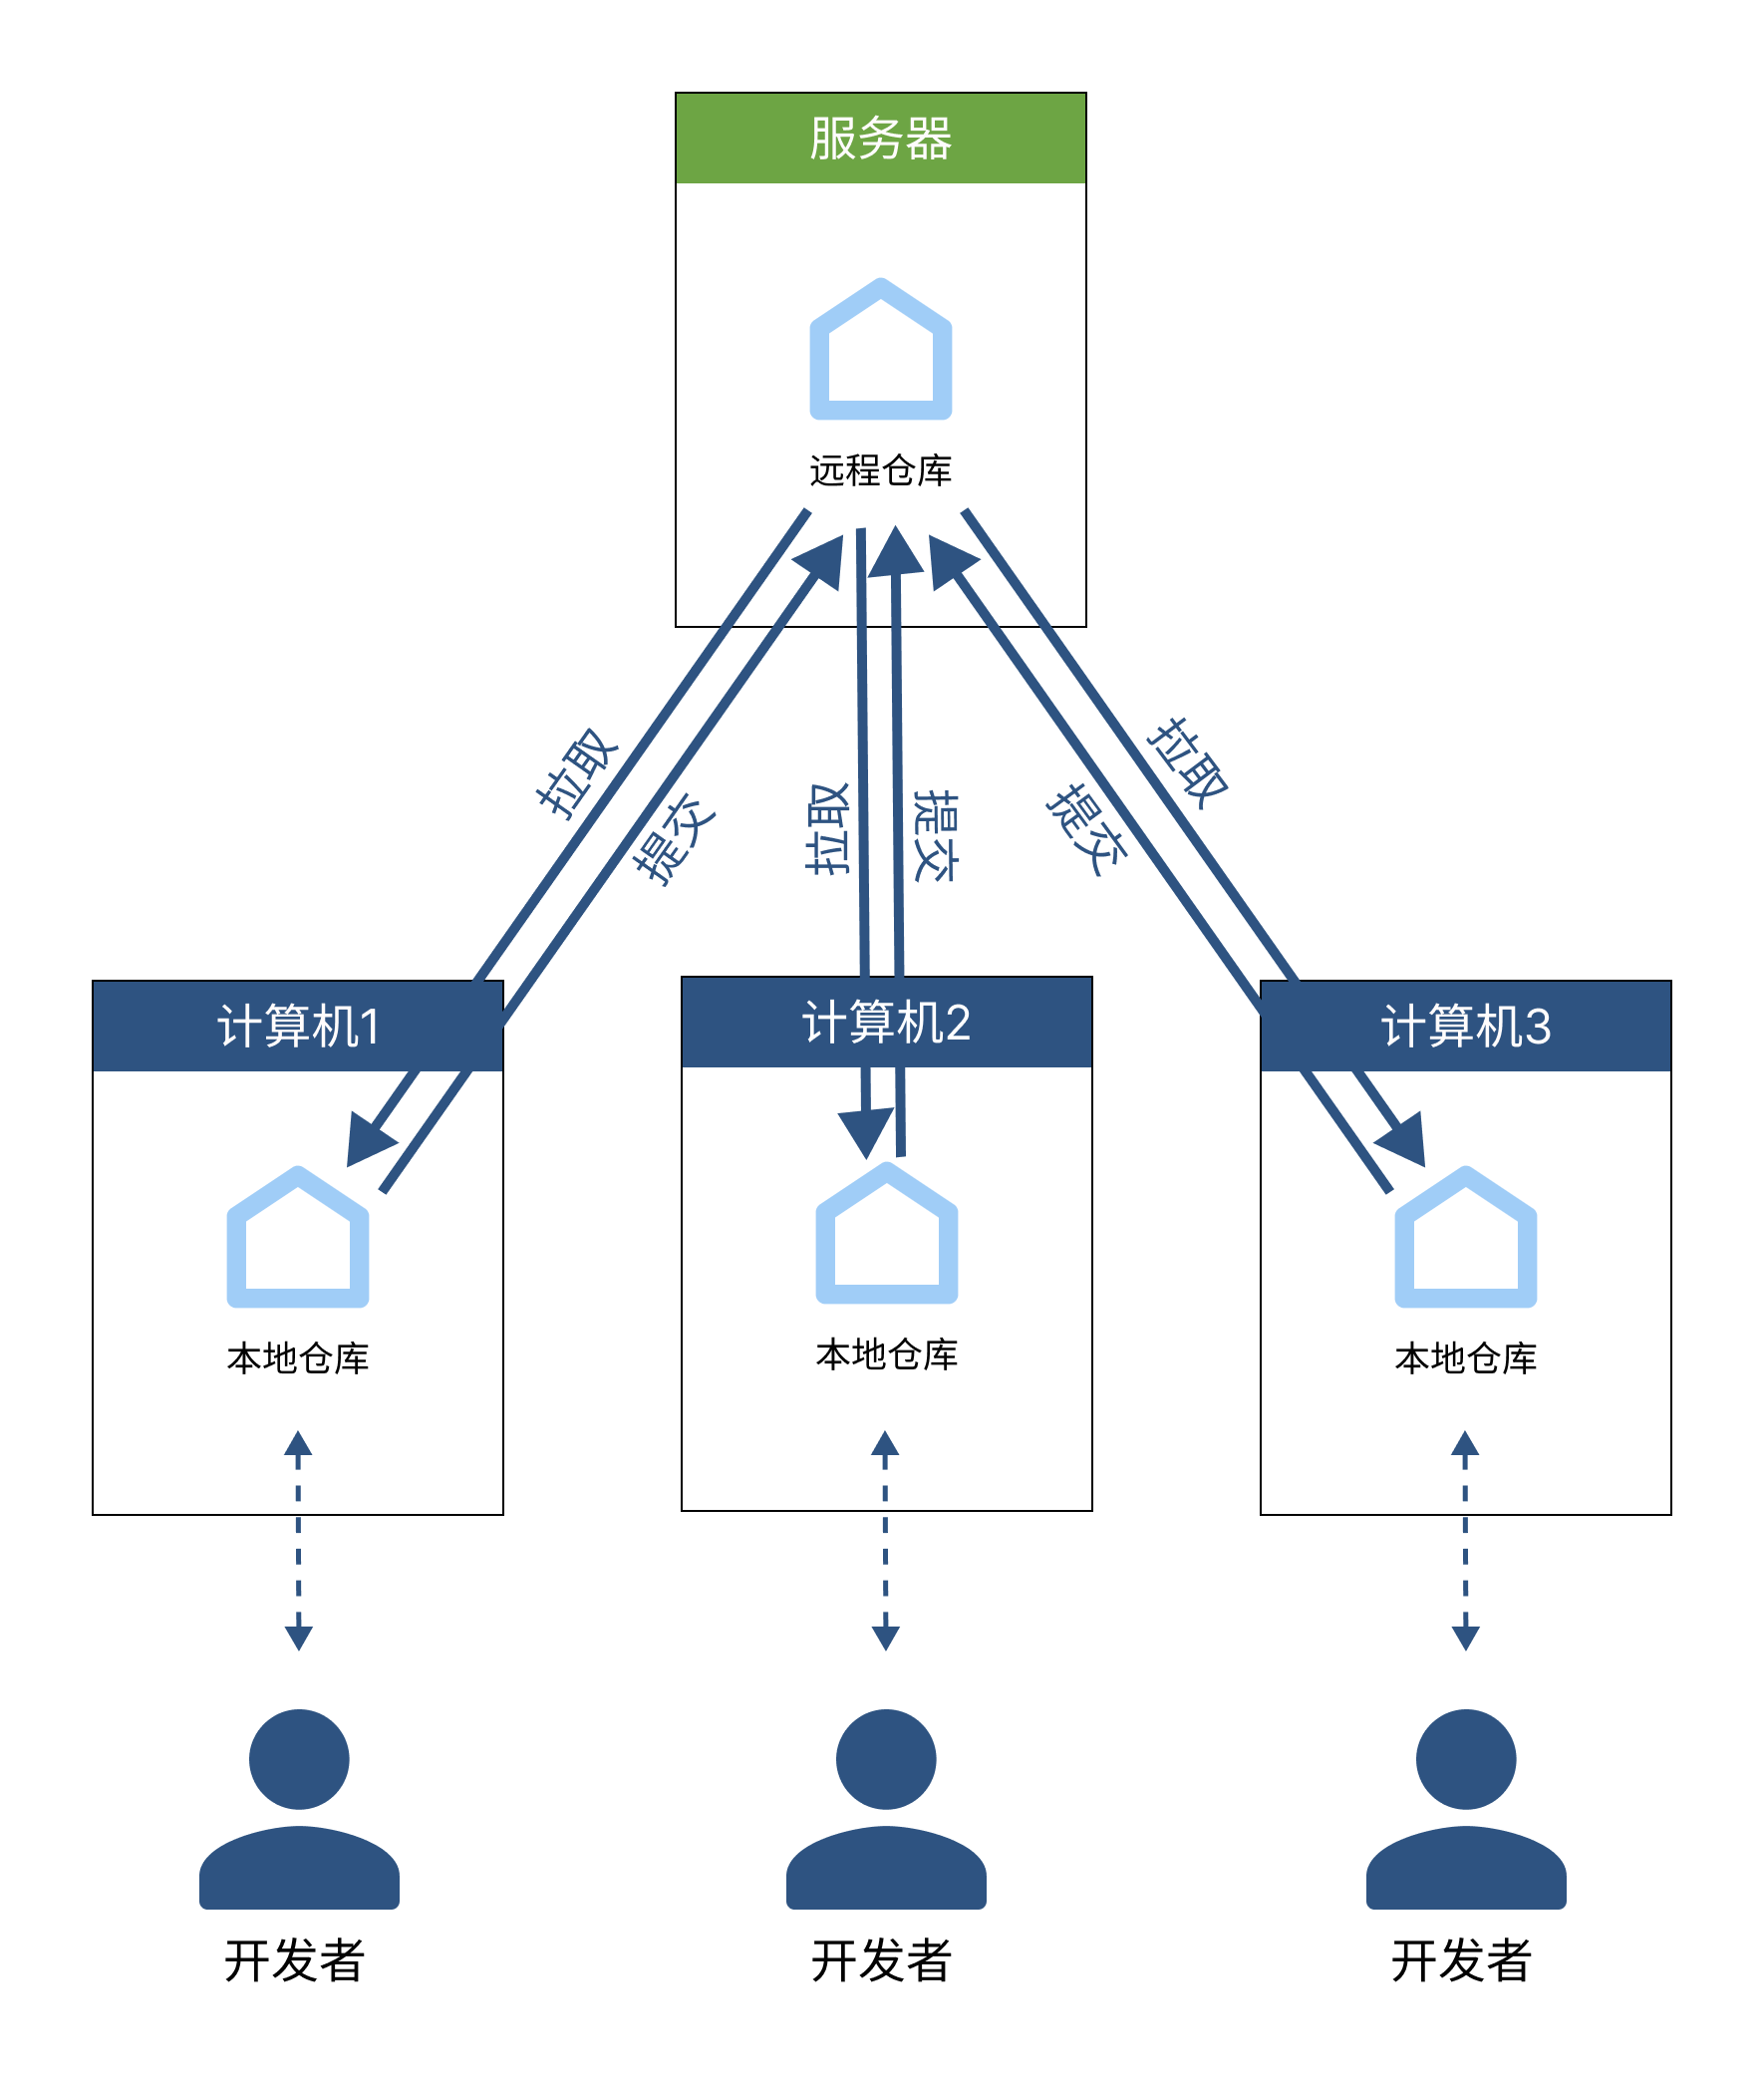 服务器
远程仓库
拉取
提交
拉取
提交
提交
拉取
计算机1
计算机2
计算机3
本地仓库
本地仓库
本地仓库
开发者
开发者
开发者